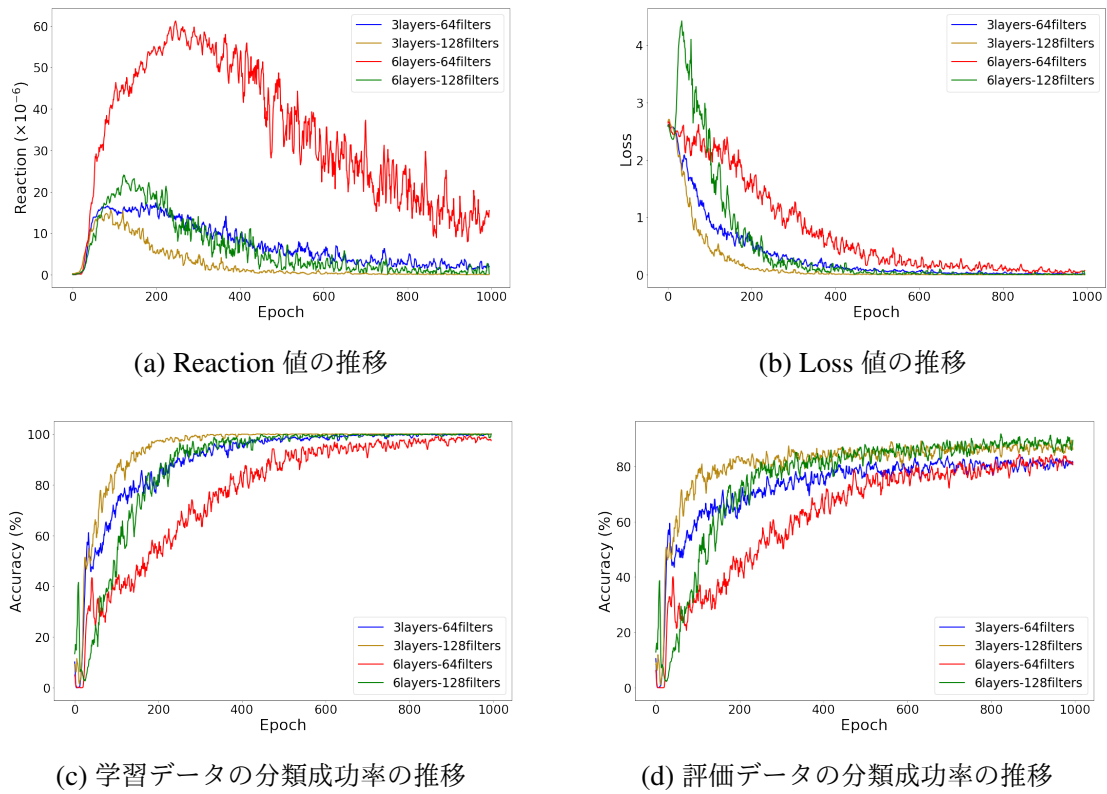 60
50
40
30
20
10
0
Reaction (×10⁻⁶)
0 200 400 600 800 1000
Epoch
3layers-64filters
3layers-128filters
6layers-64filters
6layers-128filters
(a) Reaction 値の推移
4
3
2
1
0
Loss
0 200 400 600 800 1000
Epoch
3layers-64filters
3layers-128filters
6layers-64filters
6layers-128filters
(b) Loss 値の推移
100
80
60
40
20
0
Accuracy (%)
0 200 400 600 800 1000
Epoch
3layers-64filters
3layers-128filters
6layers-64filters
6layers-128filters
(c) 学習データの分類成功率の推移
80
60
40
20
0
Accuracy (%)
0 200 400 600 800 1000
Epoch
3layers-64filters
3layers-128filters
6layers-64filters
6layers-128filters
(d) 評価データの分類成功率の推移